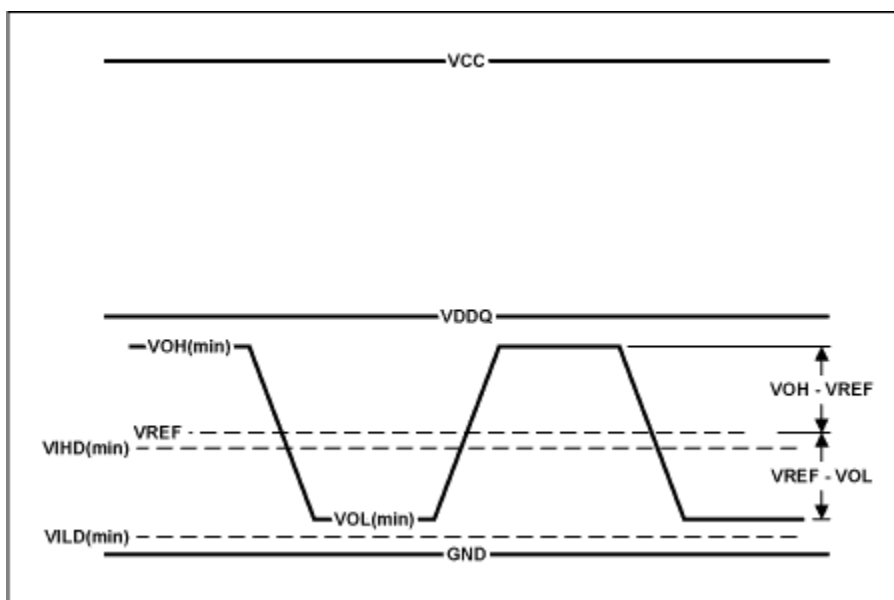 VCC
VDDQ
VOH(min)
VOH - VREF
VREF
VIHD(min)
VREF - VOL
VOL(min)
VILD(min)
GND